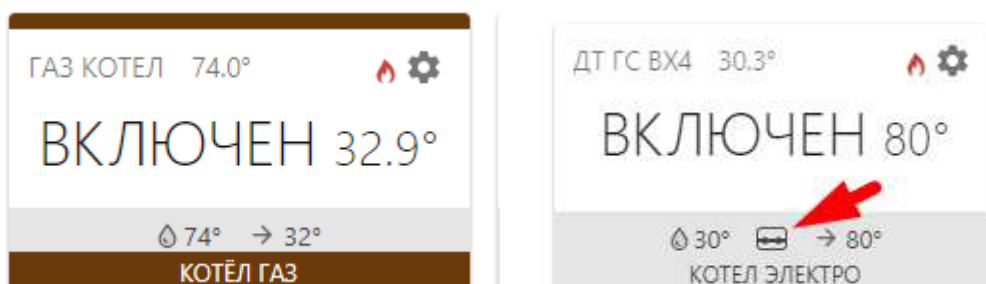 ГАЗ КОТЕЛ 74.0°
ВКЛЮЧЕН 32.9°
74° → 32°
КОТЁЛ ГАЗ
ДТ ГС ВХ4 30.3°
ВКЛЮЧЕН 80°
30° → 80°
КОТЕЛ ЭЛЕКТРО